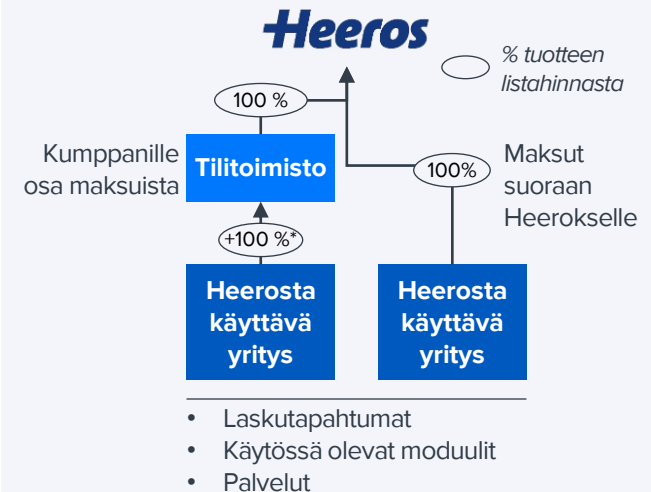 Heeros
% tuotteen
listahinnasta
100 %
Kumppanille
osa maksuista
Tilitoimisto
100%
Maksut
suoraan
Heerokselle
+100 %*
Heerosta
käyttävä
yritys
Heerosta
käyttävä
yritys
• Laskutapahtumat
• Käytössä olevat moduulit
• Palvelut